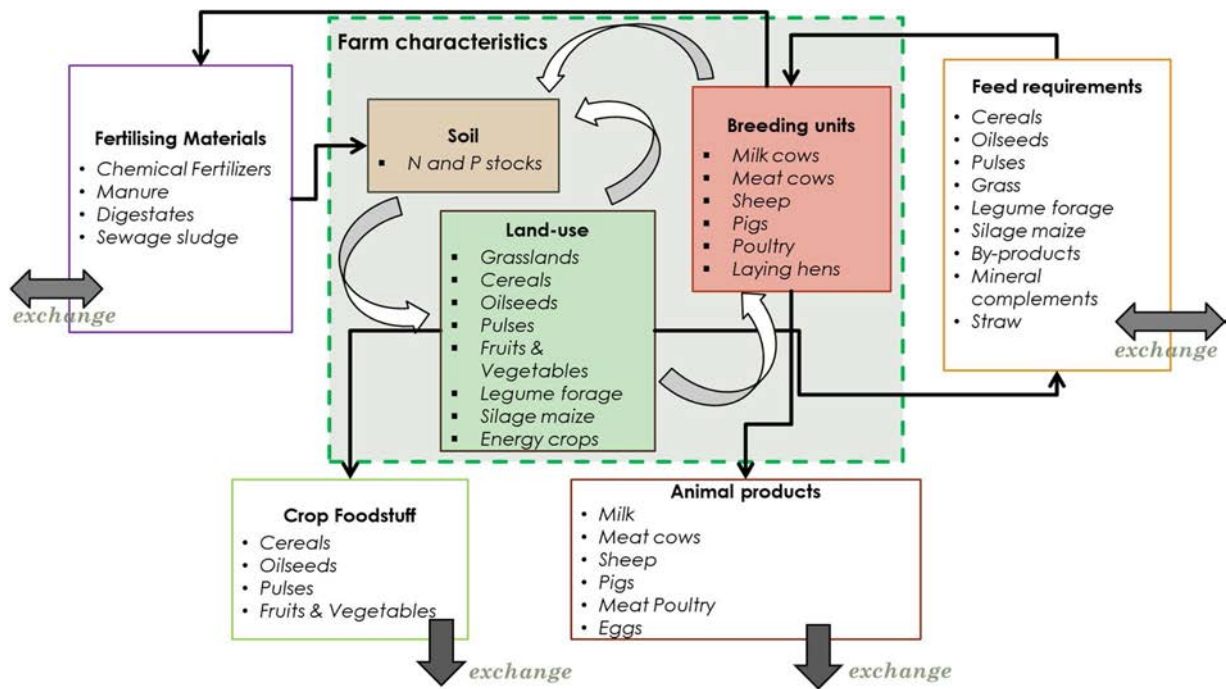 Farm characteristics
Fertilising Materials
• Chemical Fertilizers
• Manure
• Digestates
• Sewage sludge
exchange
Soil
▪ N and P stocks
Land-use
▪ Grasslands
▪ Cereals
▪ Oilseeds
▪ Pulses
▪ Fruits &
Vegetables
▪ Legume forage
▪ Silage maize
▪ Energy crops
Breeding units
▪ Milk cows
▪ Meat cows
▪ Sheep
▪ Pigs
▪ Poultry
▪ Laying hens
Feed requirements
• Cereals
• Oilseeds
• Pulses
• Grass
• Legume forage
• Silage maize
• By-products
• Mineral
complements
• Straw
exchange
Crop Foodstuff
• Cereals
• Oilseeds
• Pulses
• Fruits & Vegetables
exchange
Animal products
• Milk
• Meat cows
• Sheep
• Pigs
• Meat Poultry
• Eggs
exchange